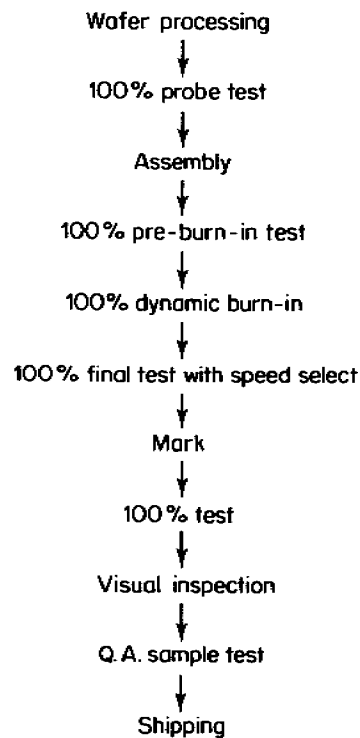 Wafer processing
100% probe test
Assembly
100% pre-burn-in test
100% dynamic burn-in
100% final test with speed select
Mark
100% test
Visual inspection
Q.A. sample test
Shipping